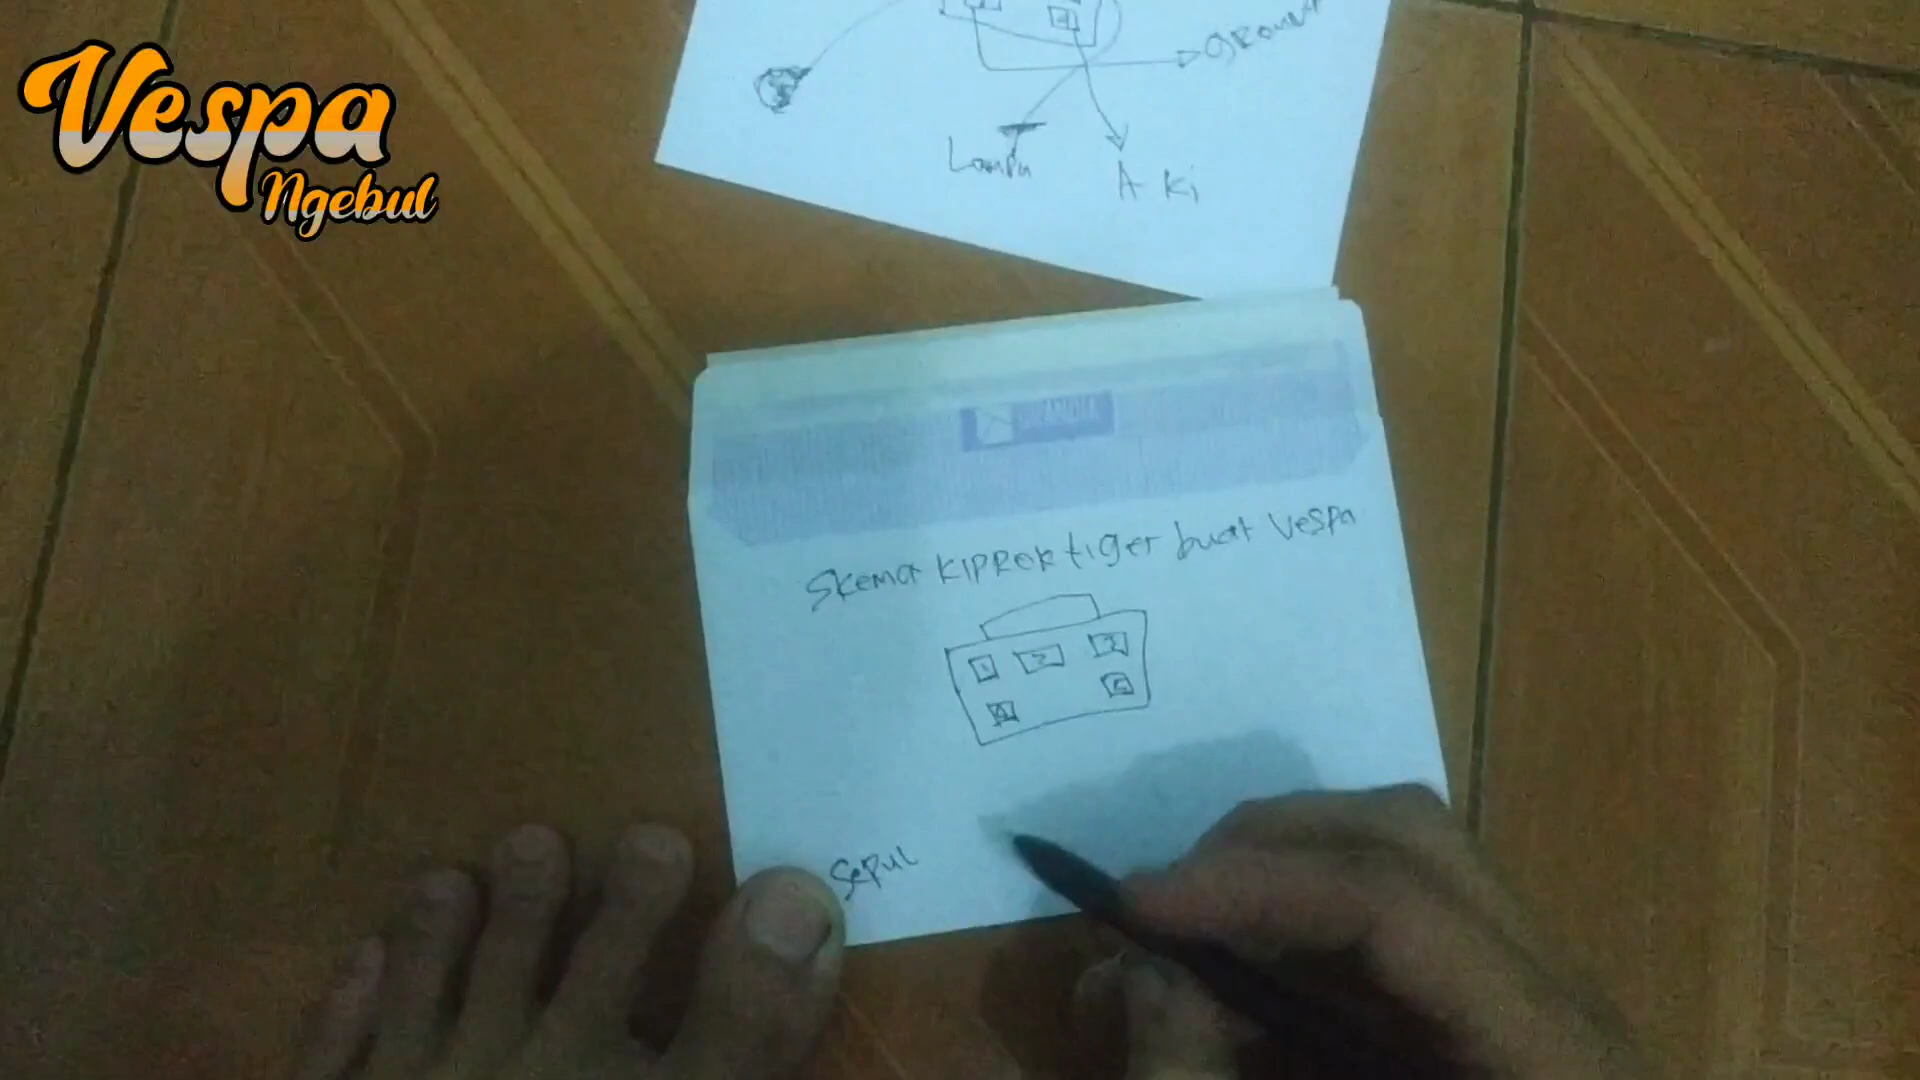 Vespa
Ngebul
ground
Lampu
A Ki
Skema KIPROK tiger buat Vespa
1 2 3
5
4
Sepul